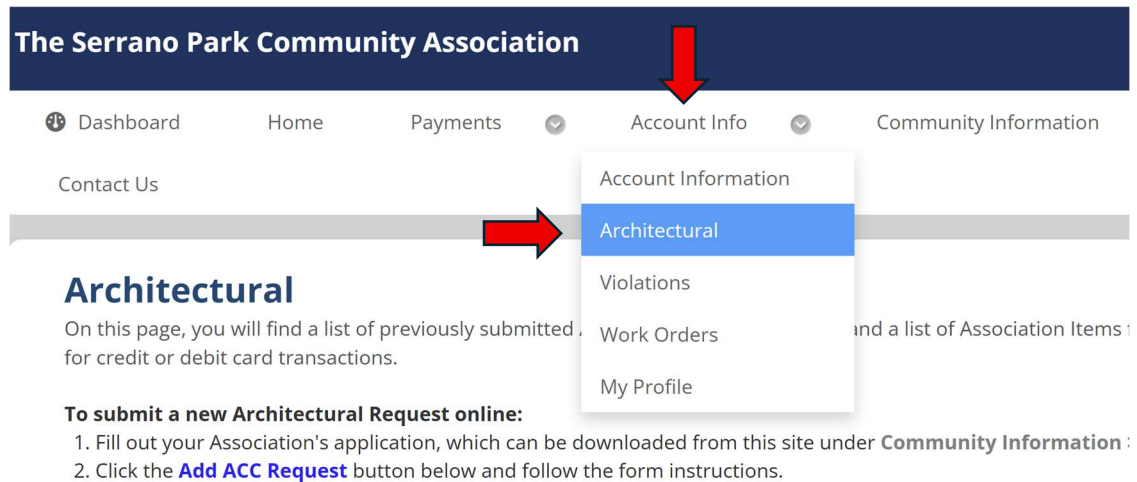 The Serrano Park Community Association
Dashboard Home Payments Account Info Community Information
Contact Us
Account Information
Architectural
Violations
Work Orders
My Profile
Architectural
On this page, you will find a list of previously submitted and a list of Association Items
for credit or debit card transactions.
To submit a new Architectural Request online:
1. Fill out your Association's application, which can be downloaded from this site under Community Information
2. Click the Add ACC Request button below and follow the form instructions.